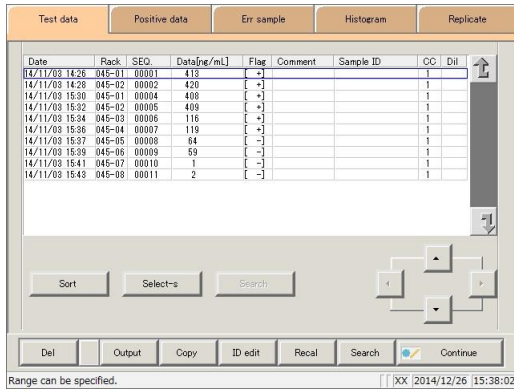 Test data Positive data Err sample Histogram Replicate
Date Rack SEQ. Data[ng/mL] Flag Comment Sample ID CC Dil
14/11/03 14:26 045-01 00001 413 [ +] 1
14/11/03 14:28 045-02 00002 420 [ +] 1
14/11/03 15:30 045-01 00004 408 [ +] 1
14/11/03 15:32 045-02 00005 409 [ +] 1
14/11/03 15:34 045-03 00006 116 [ +] 1
14/11/03 15:36 045-04 00007 119 [ +] 1
14/11/03 15:37 045-05 00008 64 [ -] 1
14/11/03 15:39 045-06 00009 59 [ -] 1
14/11/03 15:41 045-07 00010 1 [ -] 1
14/11/03 15:43 045-08 00011 2 [ -] 1
Sort Select-s Search
Del Output Copy ID edit Recal Search Continue
Range can be specified. XX 2014/12/26 15:38:02